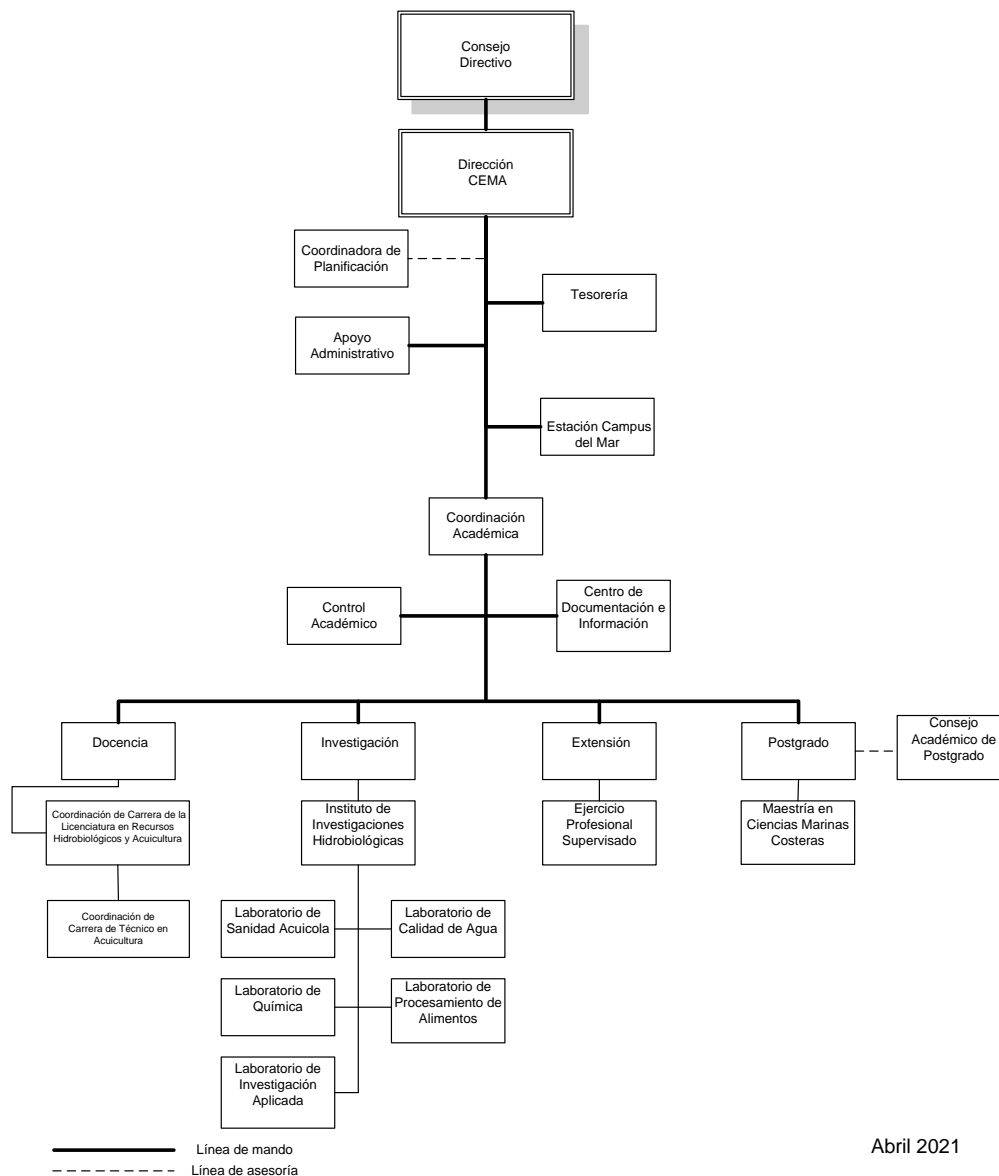 Consejo
Directivo
Dirección
CEMA
Coordinadora de
Planificación
Tesorería
Apoyo
Administrativo
Estación Campus
del Mar
Coordinación
Académica
Control
Académico
Centro de
Documentación e
Información
Docencia
Investigación
Extensión
Postgrado
Consejo
Académico de
Postgrado
Coordinación de Carrera de la
Licenciatura en Recursos
Hidrobiológicos y Acuicultura
Instituto de
Investigaciones
Hidrobiológicas
Ejercicio
Profesional
Supervisado
Maestría en
Ciencias Marinas
Costeras
Coordinación de
Carrera de Técnico en
Acuicultura
Laboratorio de
Sanidad Acuicola
Laboratorio de
Calidad de Agua
Laboratorio de
Química
Laboratorio de
Procesamiento de
Alimentos
Laboratorio de
Investigación
Aplicada
Línea de mando
Línea de asesoría
Abril 2021